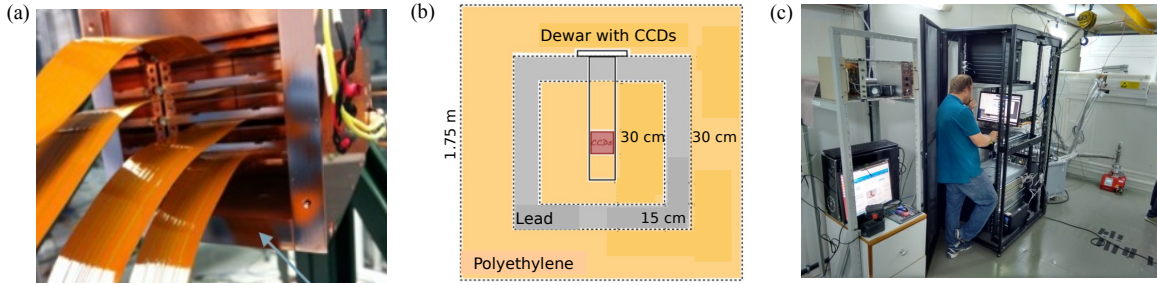 (a)
(b)
(c)
Dewar with CCDs
1.75 m
CCDs
30 cm
30 cm
15 cm
Lead
Polyethylene